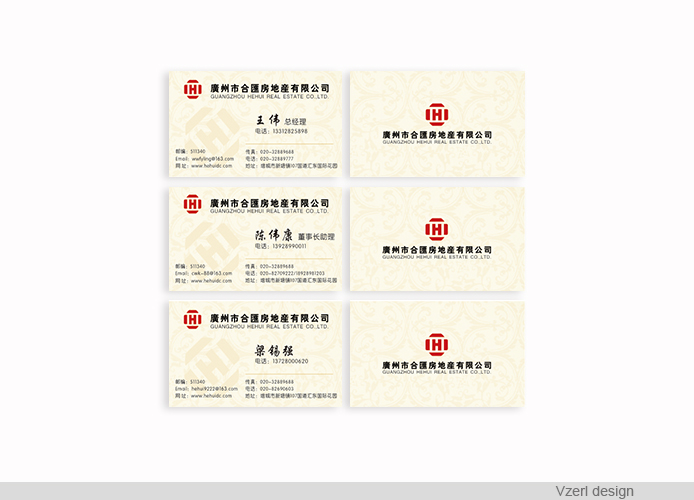 廣州市合匯房地産有限公司
GUANGZHOU HEHUI REAL ESTATE CO.,LTD.
王伟 总经理
电话：13312825898
邮编：511340 传真：020-32889688
Email: wwfyling@163.com 电话：020-32889777
网址：www.hehuidc.com 地址：增城市新塘镇107国道汇东国际花园
廣州市合匯房地産有限公司
GUANGZHOU HEHUI REAL ESTATE CO.,LTD.
廣州市合匯房地産有限公司
GUANGZHOU HEHUI REAL ESTATE CO.,LTD.
陈伟康 董事长助理
电话：13928990011
邮编：511340 传真：020-32889688
Email: cwk-88@163.com 电话：020-82709222/18928981203
网址：www.hehuidc.com 地址：增城市新塘镇107国道汇东国际花园
廣州市合匯房地産有限公司
GUANGZHOU HEHUI REAL ESTATE CO.,LTD.
廣州市合匯房地産有限公司
GUANGZHOU HEHUI REAL ESTATE CO.,LTD.
梁锡强
电话：13728000620
邮编：511340 传真：020-32889688
Email: hehui9222@163.com 电话：020-82690603
网址：www.hehuidc.com 地址：增城市新塘镇107国道汇东国际花园
廣州市合匯房地産有限公司
GUANGZHOU HEHUI REAL ESTATE CO.,LTD.
Vzerl design